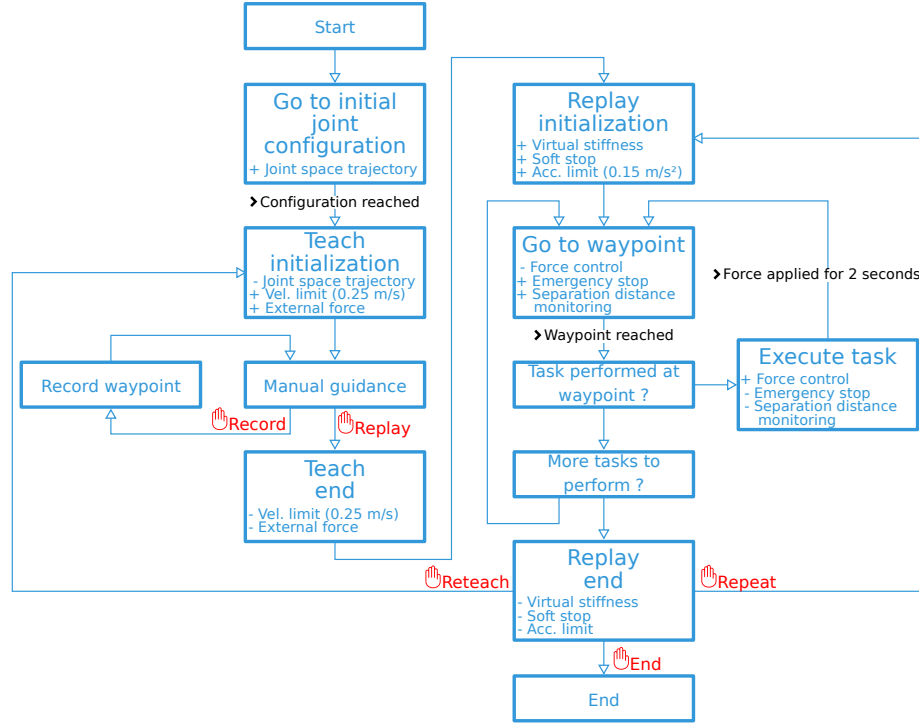 Start
Go to initial
joint
configuration
+ Joint space trajectory
Configuration reached
Teach
initialization
- Joint space trajectory
+ Vel. limit (0.25 m/s)
+ External force
Record waypoint
Manual guidance
Record
Replay
Teach
end
- Vel. limit (0.25 m/s)
- External force
Replay
initialization
+ Virtual stiffness
+ Soft stop
+ Acc. limit (0.15 m/s²)
Go to waypoint
- Force control
+ Emergency stop
+ Separation distance
monitoring
Force applied for 2 seconds
Waypoint reached
Task performed at
waypoint ?
Execute task
+ Force control
- Emergency stop
- Separation distance
monitoring
More tasks to
perform ?
Replay
end
- Virtual stiffness
- Soft stop
- Acc. limit
Reteach
Repeat
End
End